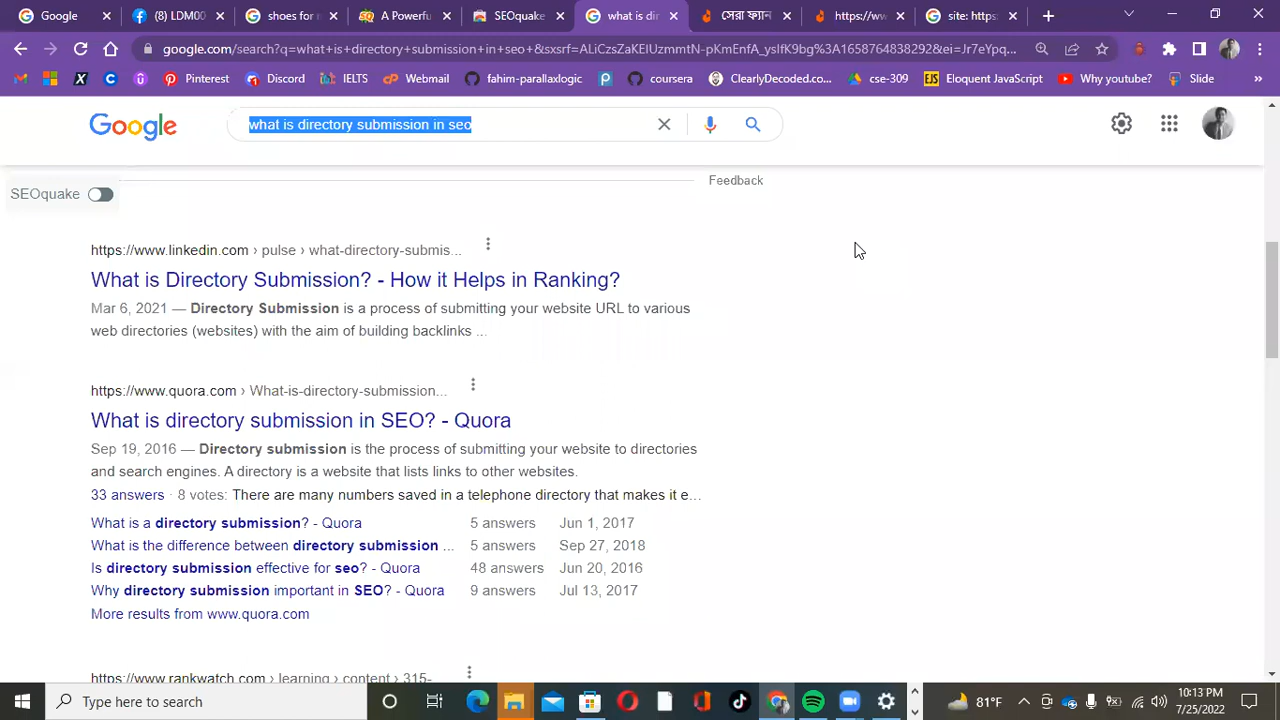 Google
(3) LDM00
shoes for m
A Powerfu
SEOquake
what is dir
সেরা ফ্যান
https://ww
site: https:
google.com/search?q=what+is+directory+submission+in+seo+&sxsrf=ALiCzsZaKEIUzmmtN-pKmEnfA_yslfK9bg%3A1658764838292&ei=Jr7eYpq...
Pinterest
Discord
IELTS
Webmail
fahim-parallaxlogic
coursera
ClearlyDecoded.co...
cse-309
EJS
Eloquent JavaScript
Why youtube?
Slide
Google
what is directory submission in seo
SEOquake
Feedback
https://www.linkedin.com › pulse › what-directory-submis...
What is Directory Submission? - How it Helps in Ranking?
Mar 6, 2021 — Directory Submission is a process of submitting your website URL to various
web directories (websites) with the aim of building backlinks ...
https://www.quora.com › What-is-directory-submission...
What is directory submission in SEO? - Quora
Sep 19, 2016 — Directory submission is the process of submitting your website to directories
and search engines. A directory is a website that lists links to other websites.
33 answers · 8 votes: There are many numbers saved in a telephone directory that makes it e...
What is a directory submission? - Quora 5 answers Jun 1, 2017
What is the difference between directory submission ... 5 answers Sep 27, 2018
Is directory submission effective for seo? - Quora 48 answers Jun 20, 2016
Why directory submission important in SEO? - Quora 9 answers Jul 13, 2017
More results from www.quora.com
https://www.rankwatch.com › learning › content › 315-
Type here to search
81°F
10:13 PM
7/25/2022